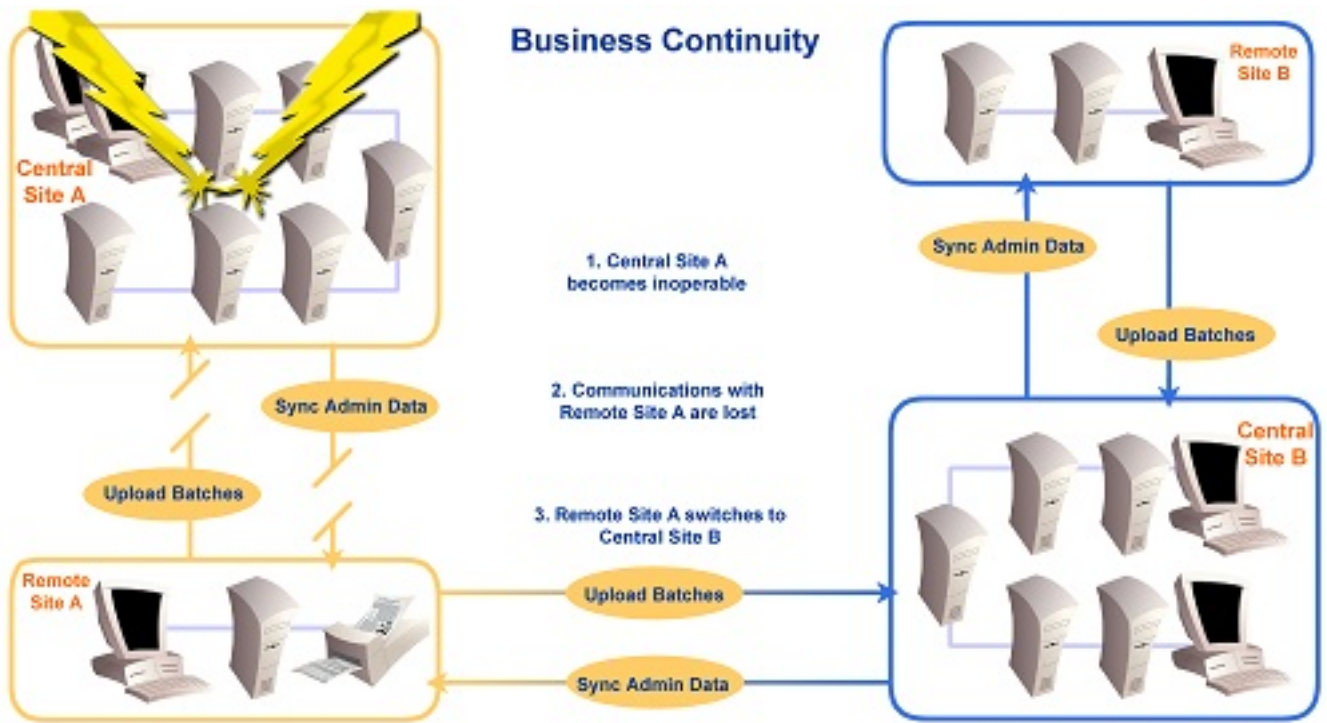 Business Continuity
Central
Site A
Remote
Site B
1. Central Site A
becomes inoperable
Sync Admin Data
Upload Batches
2. Communications with
Remote Site A are lost
Sync Admin Data
Upload Batches
Central
Site B
3. Remote Site A switches to
Central Site B
Remote
Site A
Upload Batches
Sync Admin Data